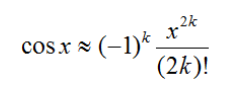 cos x ≈ (−1)^k x^{2k}/(2k)!